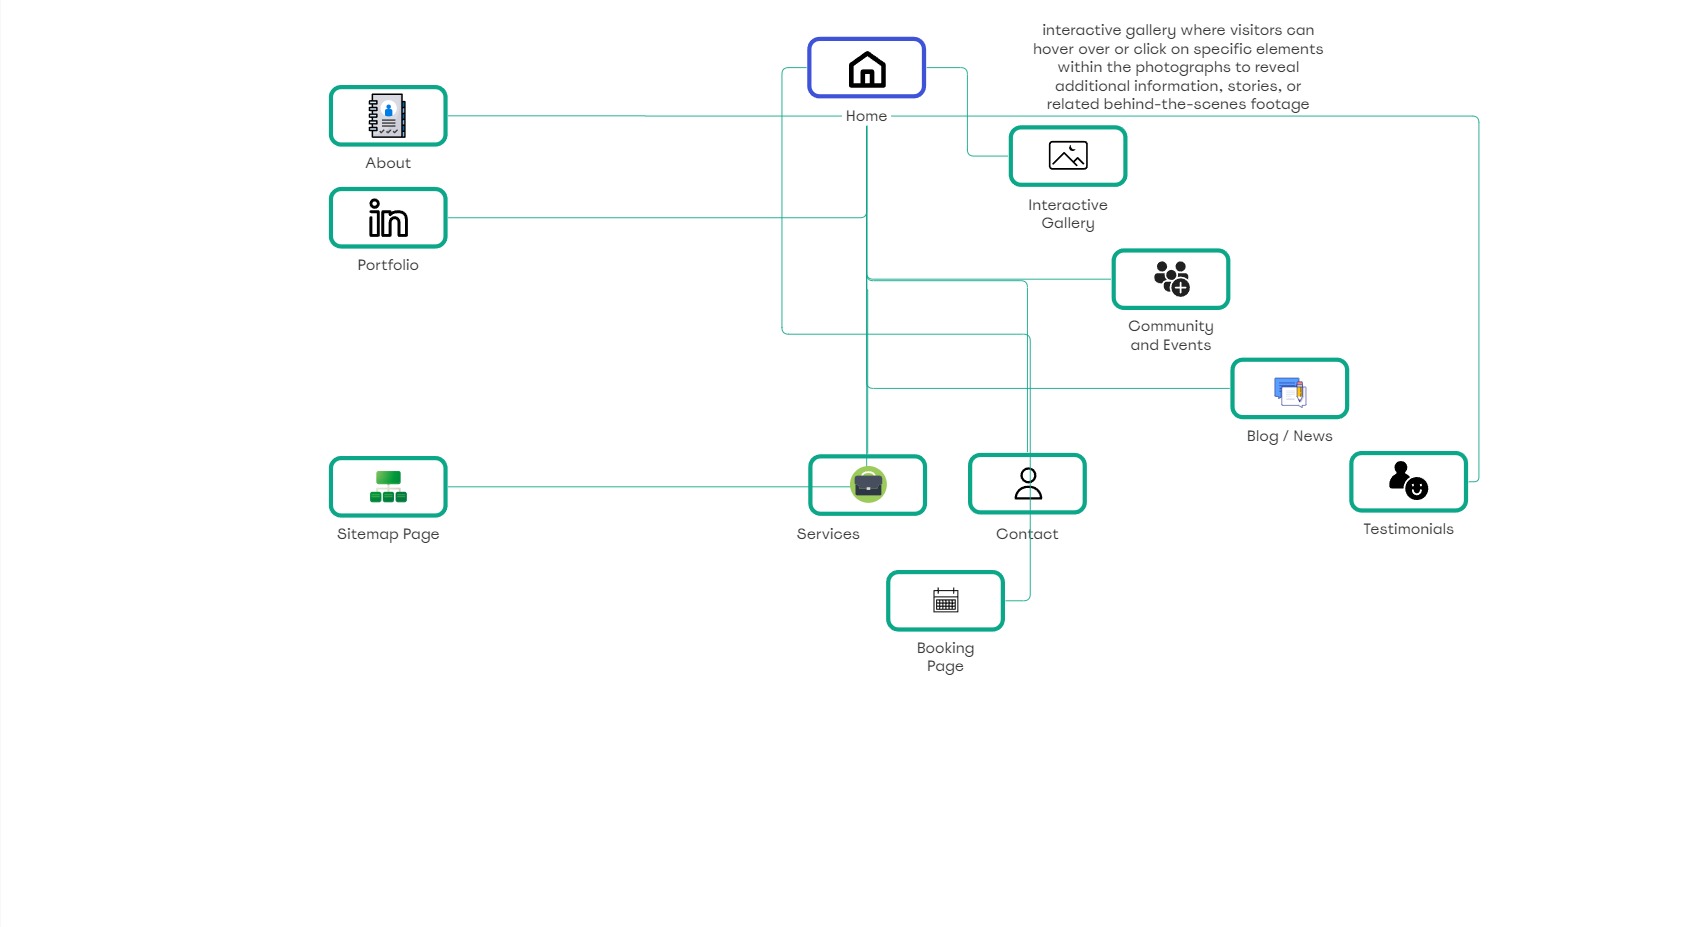 interactive gallery where visitors can
hover over or click on specific elements
within the photographs to reveal
additional information, stories, or
related behind-the-scenes footage
Home
About
Interactive
Gallery
in
Portfolio
Community
and Events
Blog / News
Sitemap Page
Services
Contact
Testimonials
Booking
Page